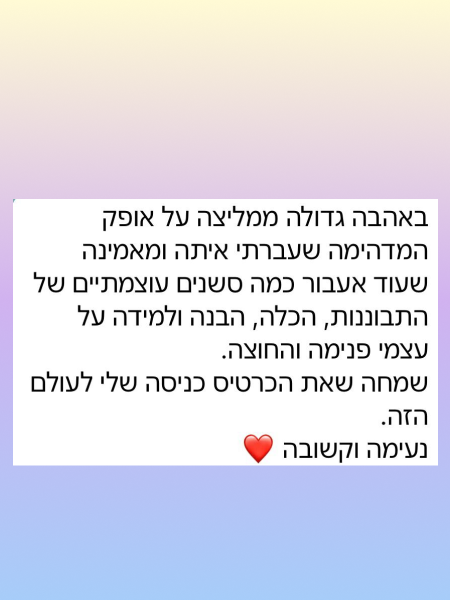 באהבה גדולה ממליצה על אופק
המדהימה שעברתי איתה ומאמינה
שעוד אעבור כמה סשנים עוצמתיים של
התבוננות, הכלה, הבנה ולמידה על
עצמי פנימה והחוצה.
שמחה שאת הכרטיס כניסה שלי לעולם
הזה.
נעימה וקשובה ❤️